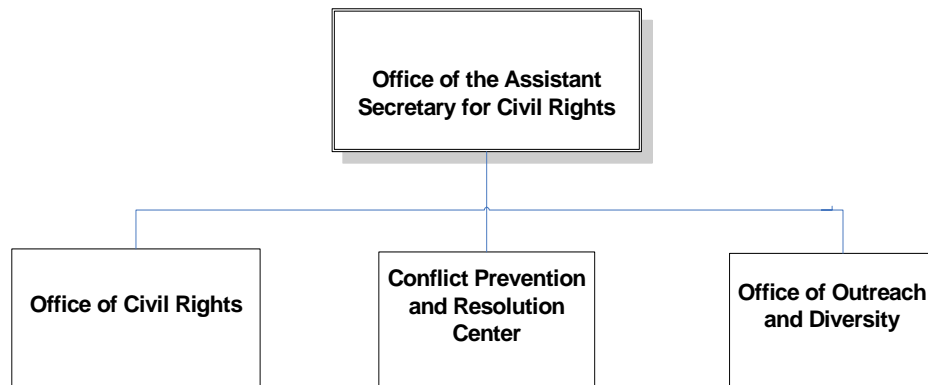 Office of the Assistant
Secretary for Civil Rights
Office of Civil Rights
Conflict Prevention
and Resolution
Center
Office of Outreach
and Diversity